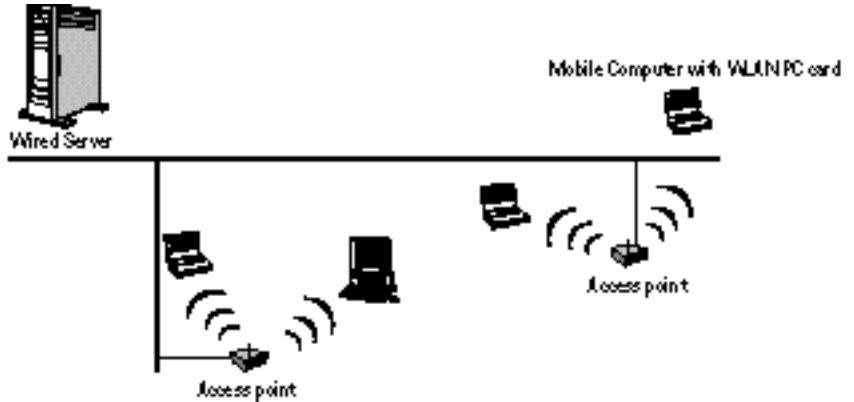 Mobile Computer with WLAN PC card
Wired Server
Access point
Access point